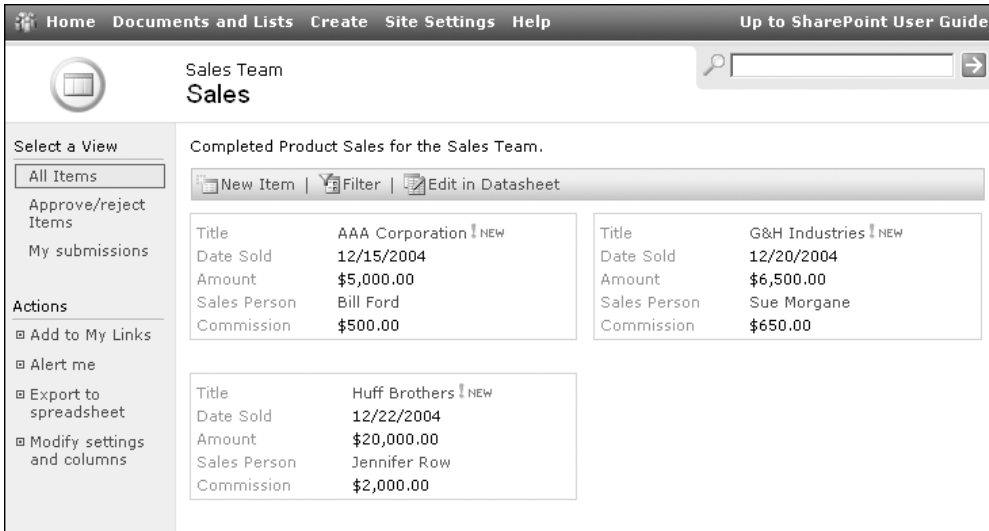 Home Documents and Lists Create Site Settings Help Up to SharePoint User Guide
Sales Team
Sales
Select a View
All Items
Approve/reject
Items
My submissions
Actions
Add to My Links
Alert me
Export to
spreadsheet
Modify settings
and columns
Completed Product Sales for the Sales Team.
New Item | Filter | Edit in Datasheet
Title AAA Corporation ! NEW
Date Sold 12/15/2004
Amount $5,000.00
Sales Person Bill Ford
Commission $500.00
Title G&H Industries ! NEW
Date Sold 12/20/2004
Amount $6,500.00
Sales Person Sue Morgane
Commission $650.00
Title Huff Brothers ! NEW
Date Sold 12/22/2004
Amount $20,000.00
Sales Person Jennifer Row
Commission $2,000.00